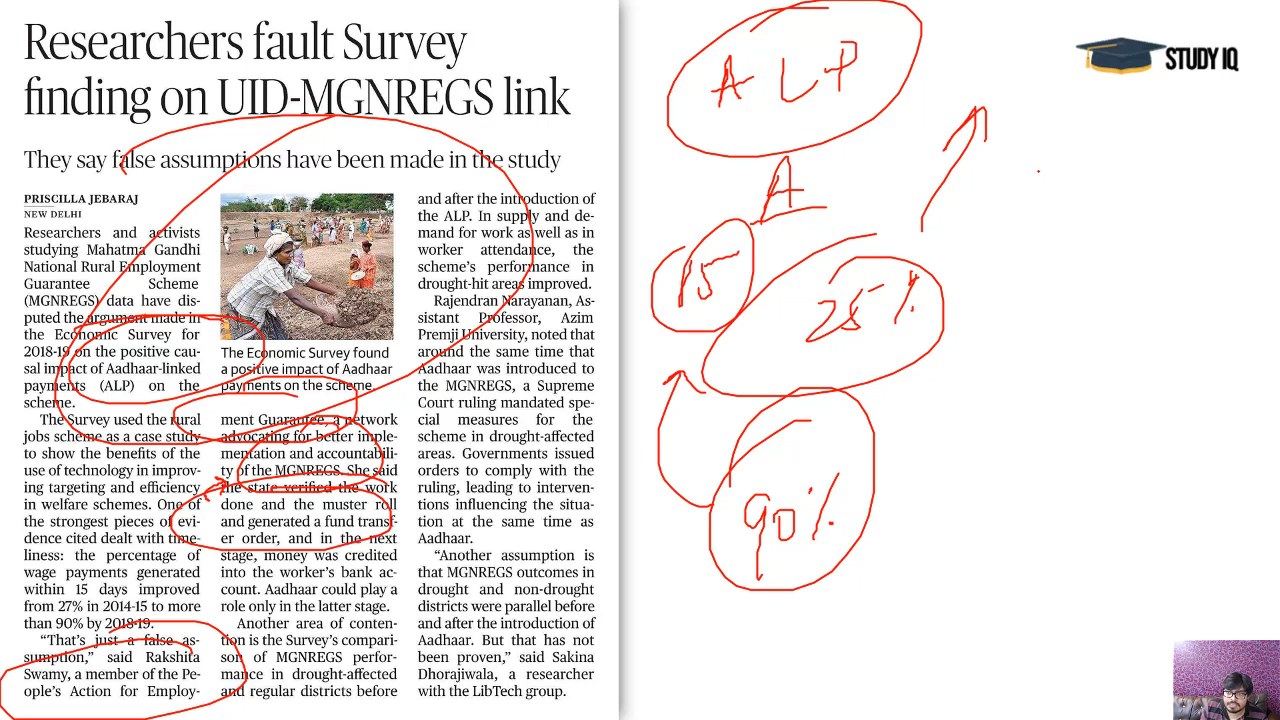 Researchers fault Survey
finding on UID-MGNREGS link
They say false assumptions have been made in the study
PRISCILLA JEBARAJ
NEW DELHI
Researchers and activists
studying Mahatma Gandhi
National Rural Employment
Guarantee Scheme
(MGNREGS) data have dis-
puted the argument made in
the Economic Survey for
2018-19 on the positive cau-
sal impact of Aadhaar-linked
payments (ALP) on the
scheme.
The Survey used the rural
jobs scheme as a case study
to show the benefits of the
use of technology in improv-
ing targeting and efficiency
in welfare schemes. One of
the strongest pieces of evi-
dence cited dealt with time-
liness: the percentage of
wage payments generated
within 15 days improved
from 27% in 2014-15 to more
than 90% by 2018-19.
“That’s just a false as-
sumption,” said Rakshita
Swamy, a member of the Pe-
ople’s Action for Employ-
The Economic Survey found
a positive impact of Aadhaar
payments on the scheme.
ment Guarantee, a network
advocating for better imple-
mentation and accountabili-
ty of the MGNREGS. She said
the state verified the work
done and the muster roll
and generated a fund transf-
er order, and in the next
stage, money was credited
into the worker’s bank ac-
count. Aadhaar could play a
role only in the latter stage.
Another area of conten-
tion is the Survey’s compari-
son of MGNREGS perfor-
mance in drought-affected
and regular districts before
and after the introduction of
the ALP. In supply and de-
mand for work as well as in
worker attendance, the
scheme’s performance in
drought-hit areas improved.
Rajendran Narayanan, As-
sistant Professor, Azim
Premji University, noted that
around the same time that
Aadhaar was introduced to
the MGNREGS, a Supreme
Court ruling mandated spe-
cial measures for the
scheme in drought-affected
areas. Governments issued
orders to comply with the
ruling, leading to interven-
tions influencing the situa-
tion at the same time as
Aadhaar.
“Another assumption is
that MGNREGS outcomes in
drought and non-drought
districts were parallel before
and after the introduction of
Aadhaar. But that has not
been proven,” said Sakina
Dhorajiwala, a researcher
with the LibTech group.
ALP
A
15
25%
90%
STUDY IQ